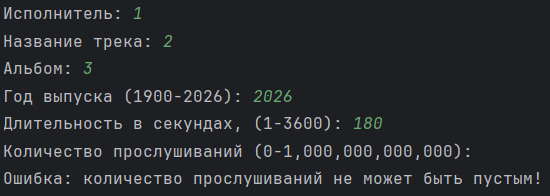 Исполнитель: 1
Название трека: 2
Альбом: 3
Год выпуска (1900-2026): 2026
Длительность в секундах, (1-3600): 180
Количество прослушиваний (0-1,000,000,000,000):
Ошибка: количество прослушиваний не может быть пустым!